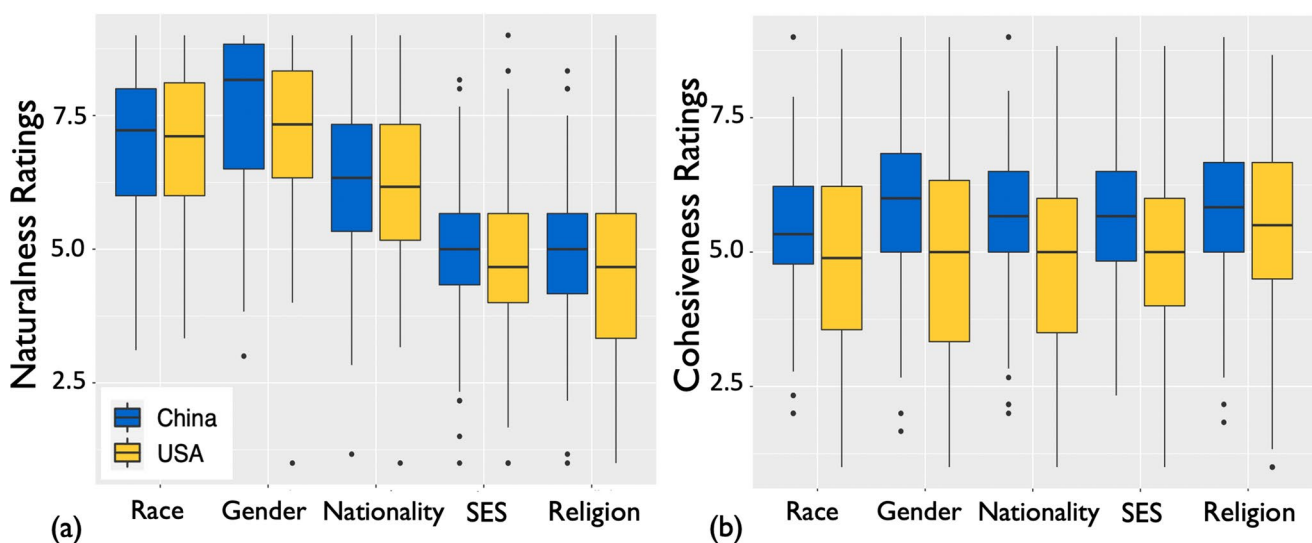 Naturalness Ratings
7.5
5.0
2.5
China
USA
Race Gender Nationality SES Religion
(a)
Cohesiveness Ratings
7.5
5.0
2.5
Race Gender Nationality SES Religion
(b)